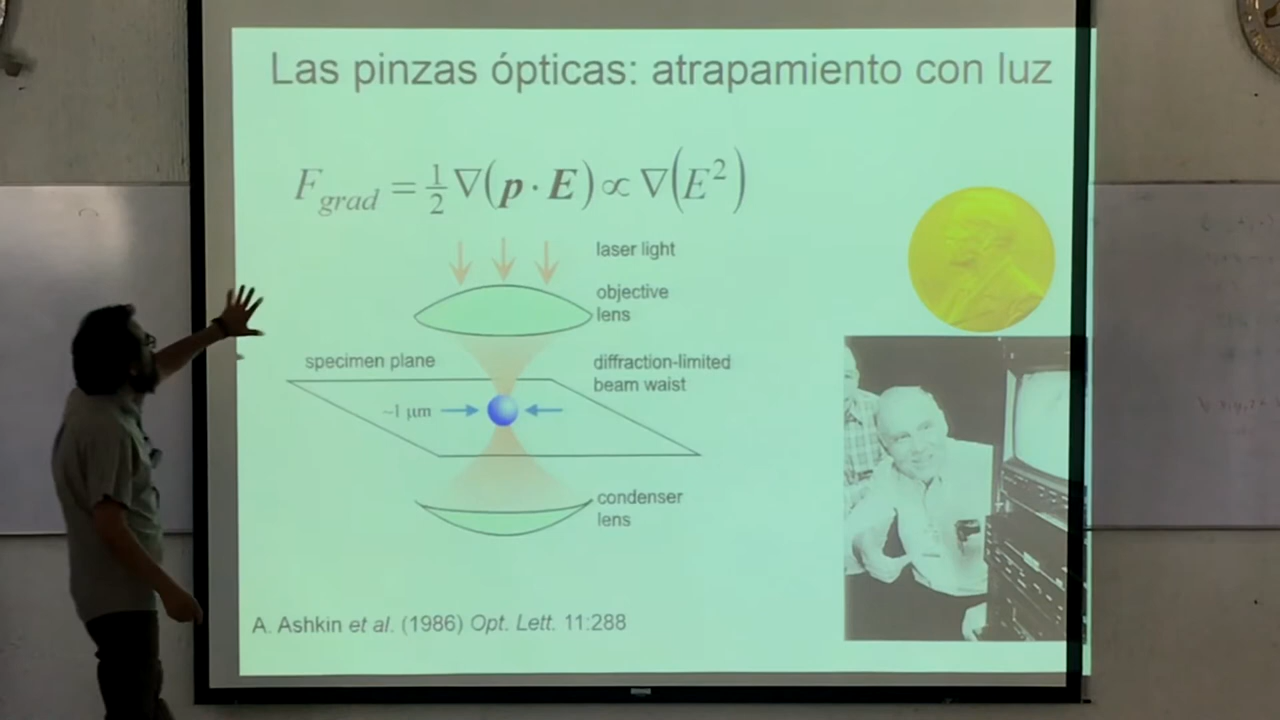 Las pinzas ópticas: atrapamiento con luz
F_grad = ½ ∇(p · E) ∝ ∇(E²)
laser light
objective
lens
specimen plane
diffraction-limited
beam waist
~1 μm
condenser
lens
A. Ashkin et al. (1986) Opt. Lett. 11:288